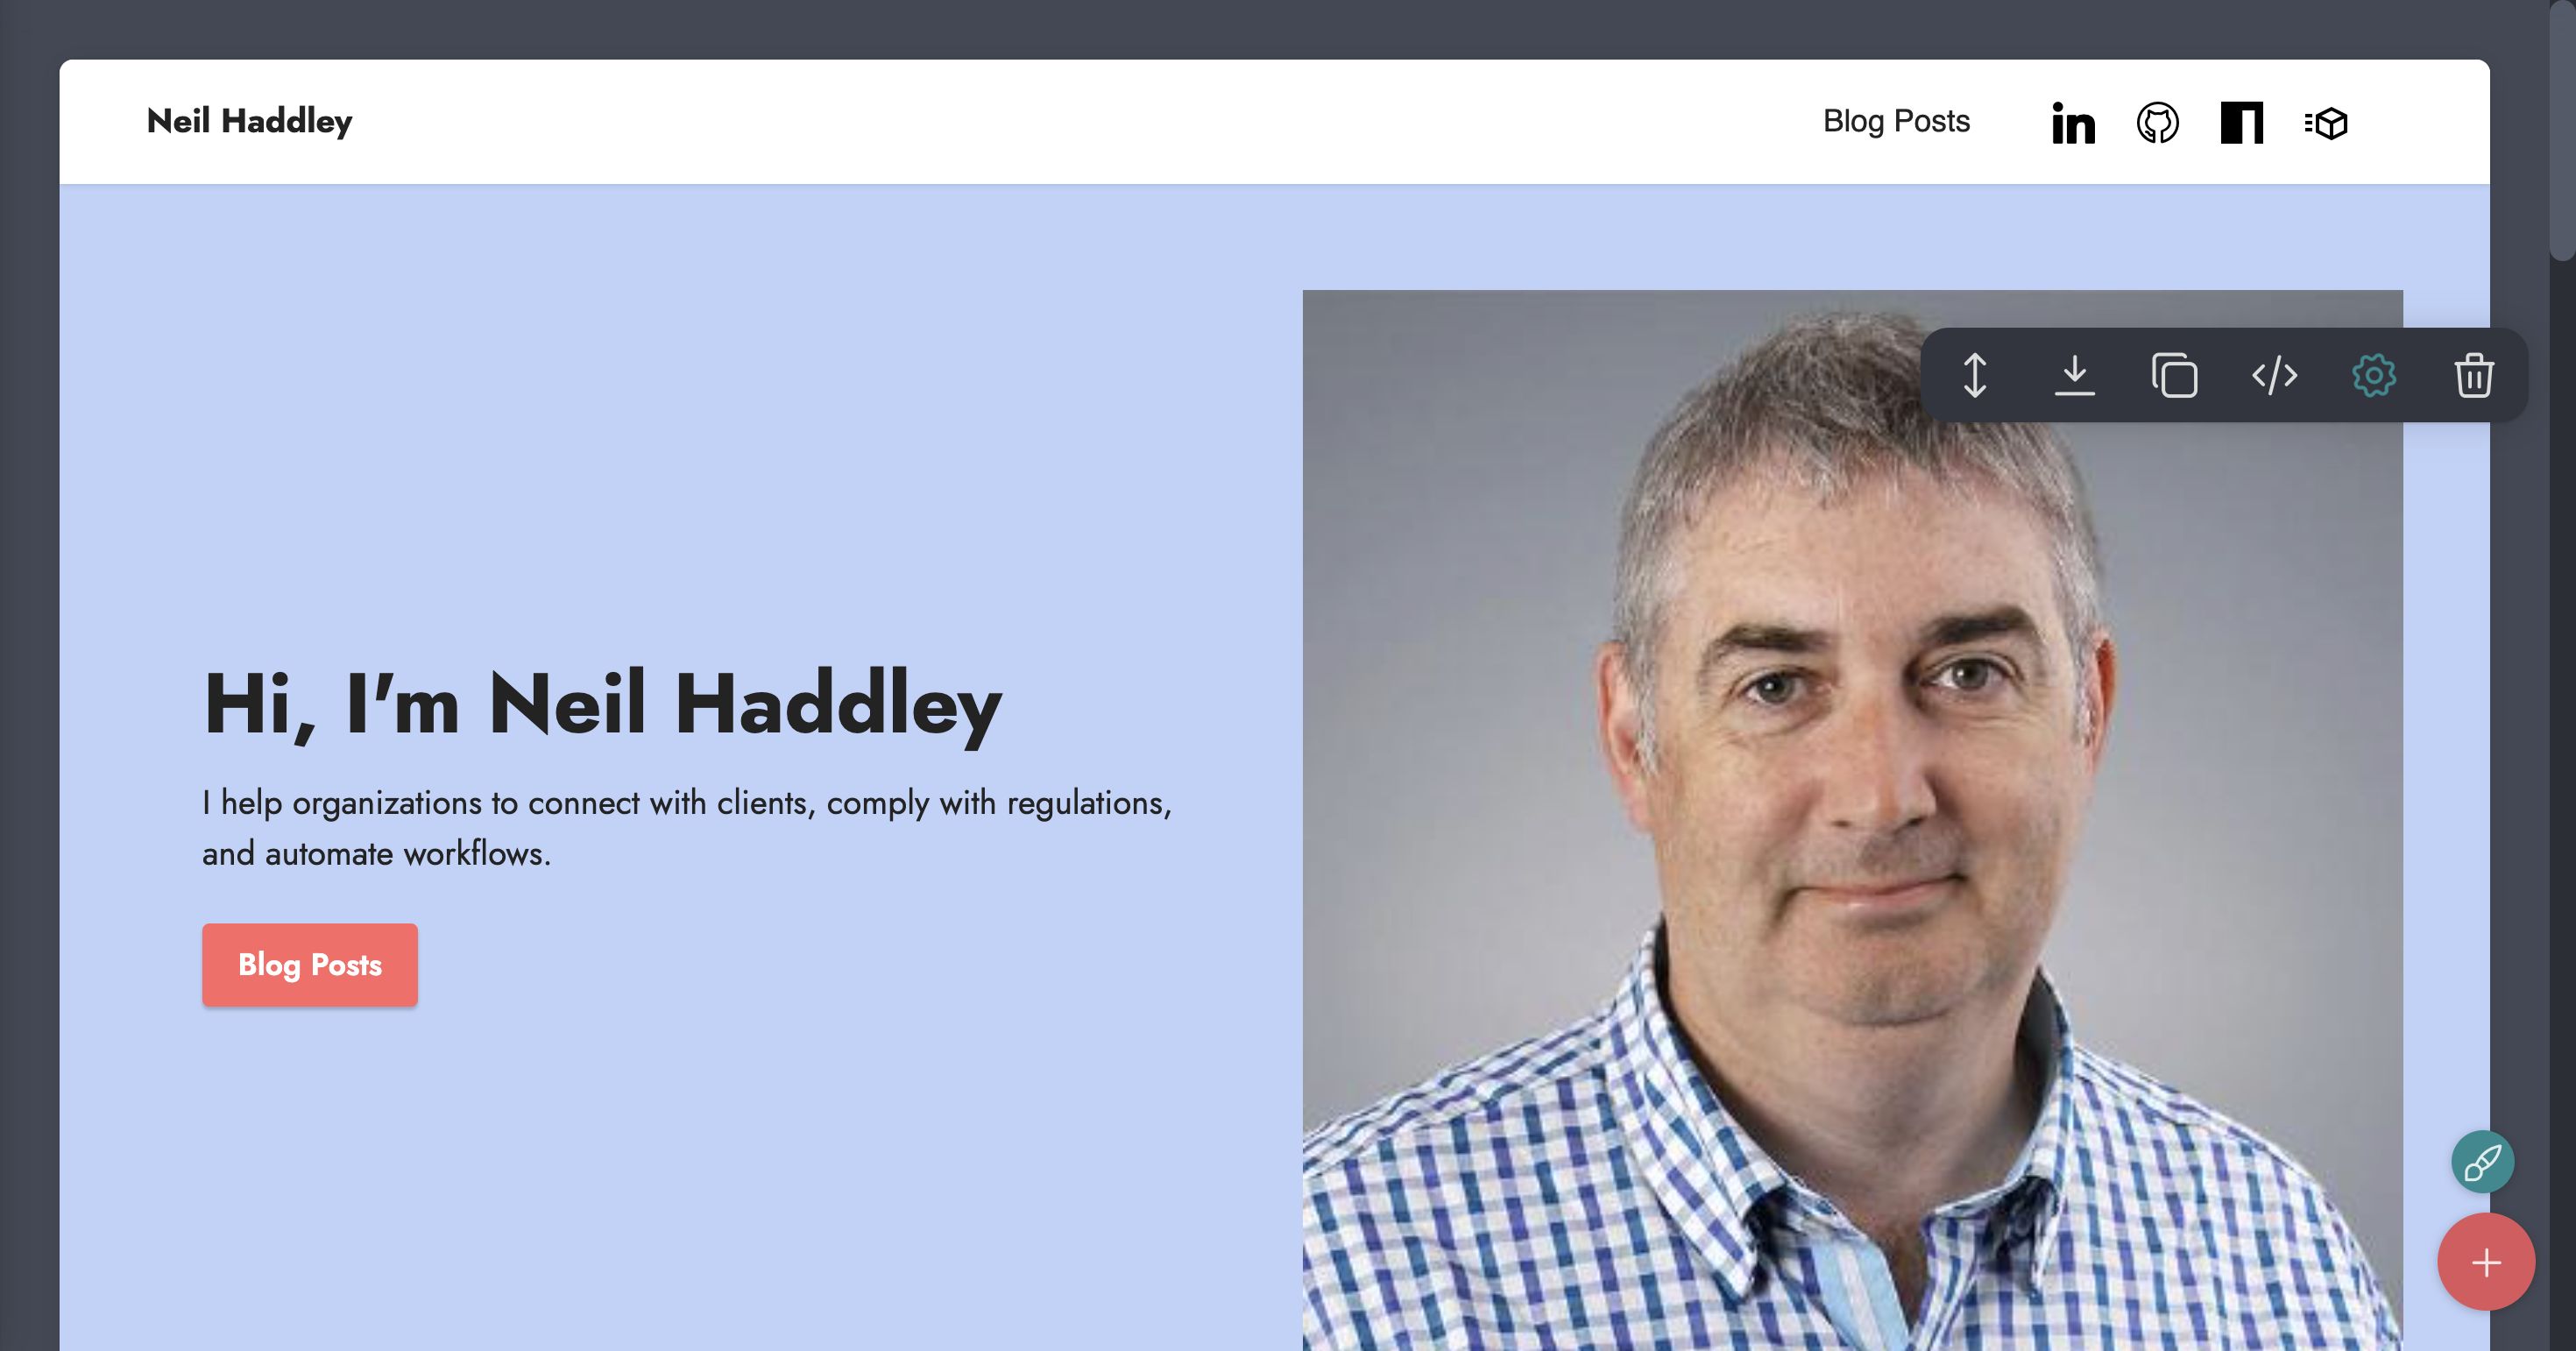 Neil Haddley
Blog Posts
Hi, I'm Neil Haddley
I help organizations to connect with clients, comply with regulations,
and automate workflows.
Blog Posts